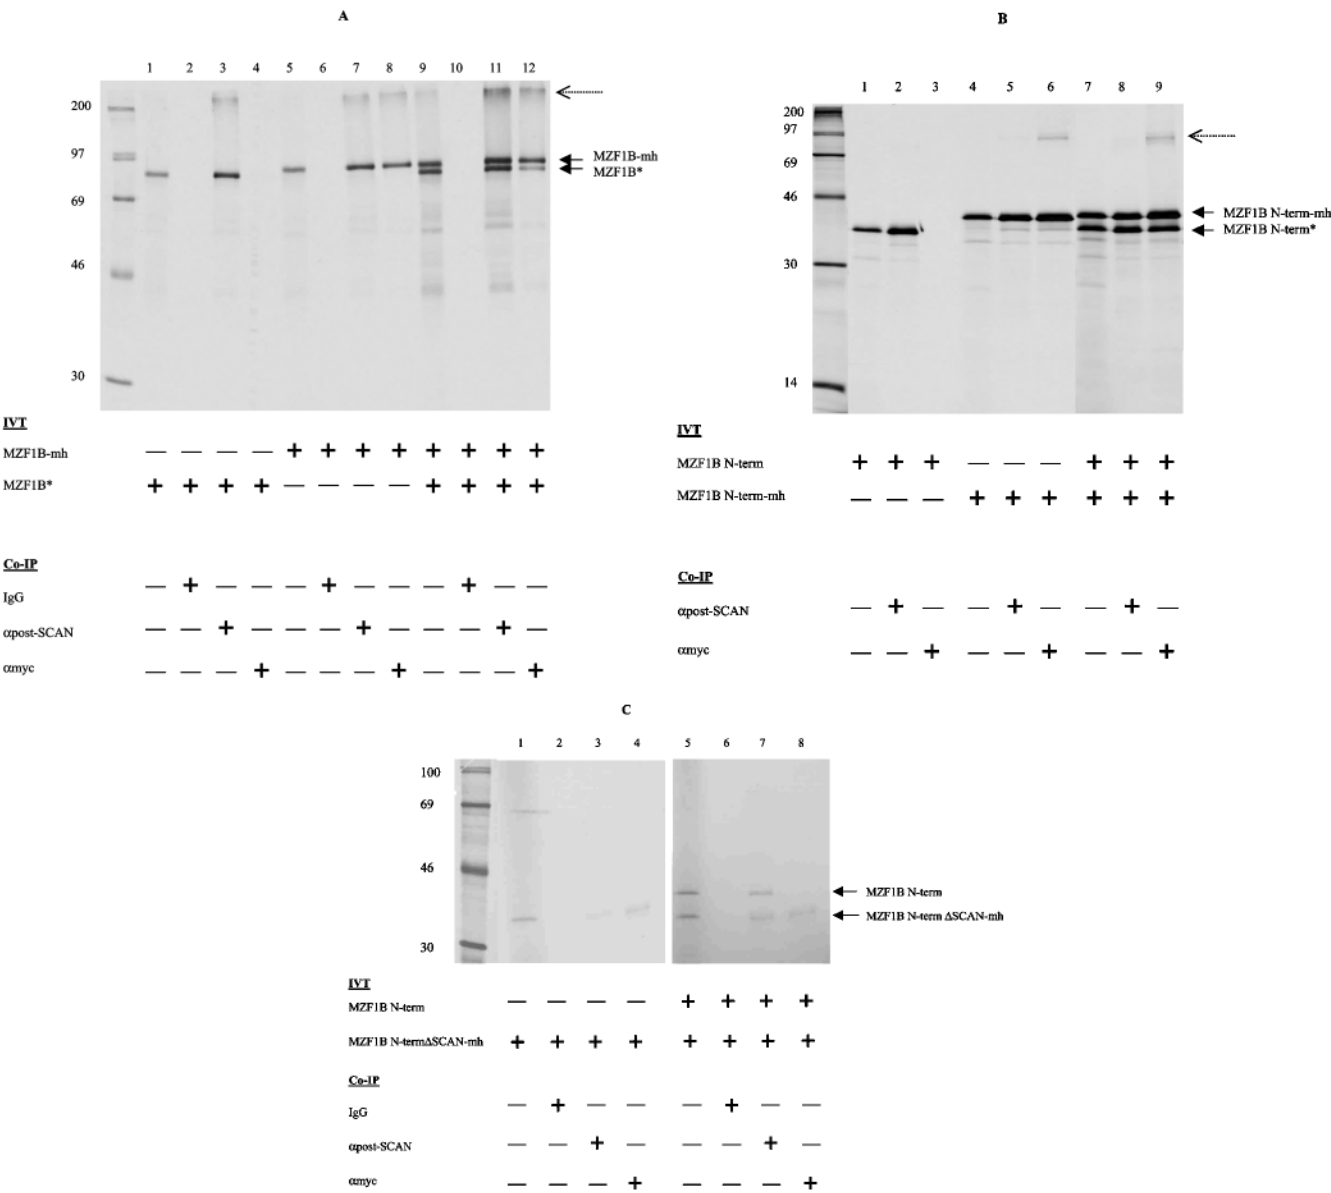 A
1 2 3 4 5 6 7 8 9 10 11 12
200
97
69
46
30
MZF1B-mh
MZF1B*
IVT
MZF1B-mh — — — — + + + + + + + +
MZF1B* + + + + — — — — + + + +
Co-IP
IgG — + — — — + — — — + — —
αpost-SCAN — — + — — — + — — — + —
αmyc — — — + — — — + — — — +
B
1 2 3 4 5 6 7 8 9
200
97
69
46
30
14
MZF1B N-term-mh
MZF1B N-term*
IVT
MZF1B N-term + + + — — — + + +
MZF1B N-term-mh — — — + + + + + +
Co-IP
αpost-SCAN — + — — + — — + —
αmyc — — + — — + — — +
C
1 2 3 4 5 6 7 8
100
69
46
30
MZF1B N-term
MZF1B N-term ΔSCAN-mh
IVT
MZF1B N-term — — — — + + + +
MZF1B N-termΔSCAN-mh + + + + + + + +
Co-IP
IgG — + — — — + — —
αpost-SCAN — — + — — — + —
αmyc — — — + — — — +